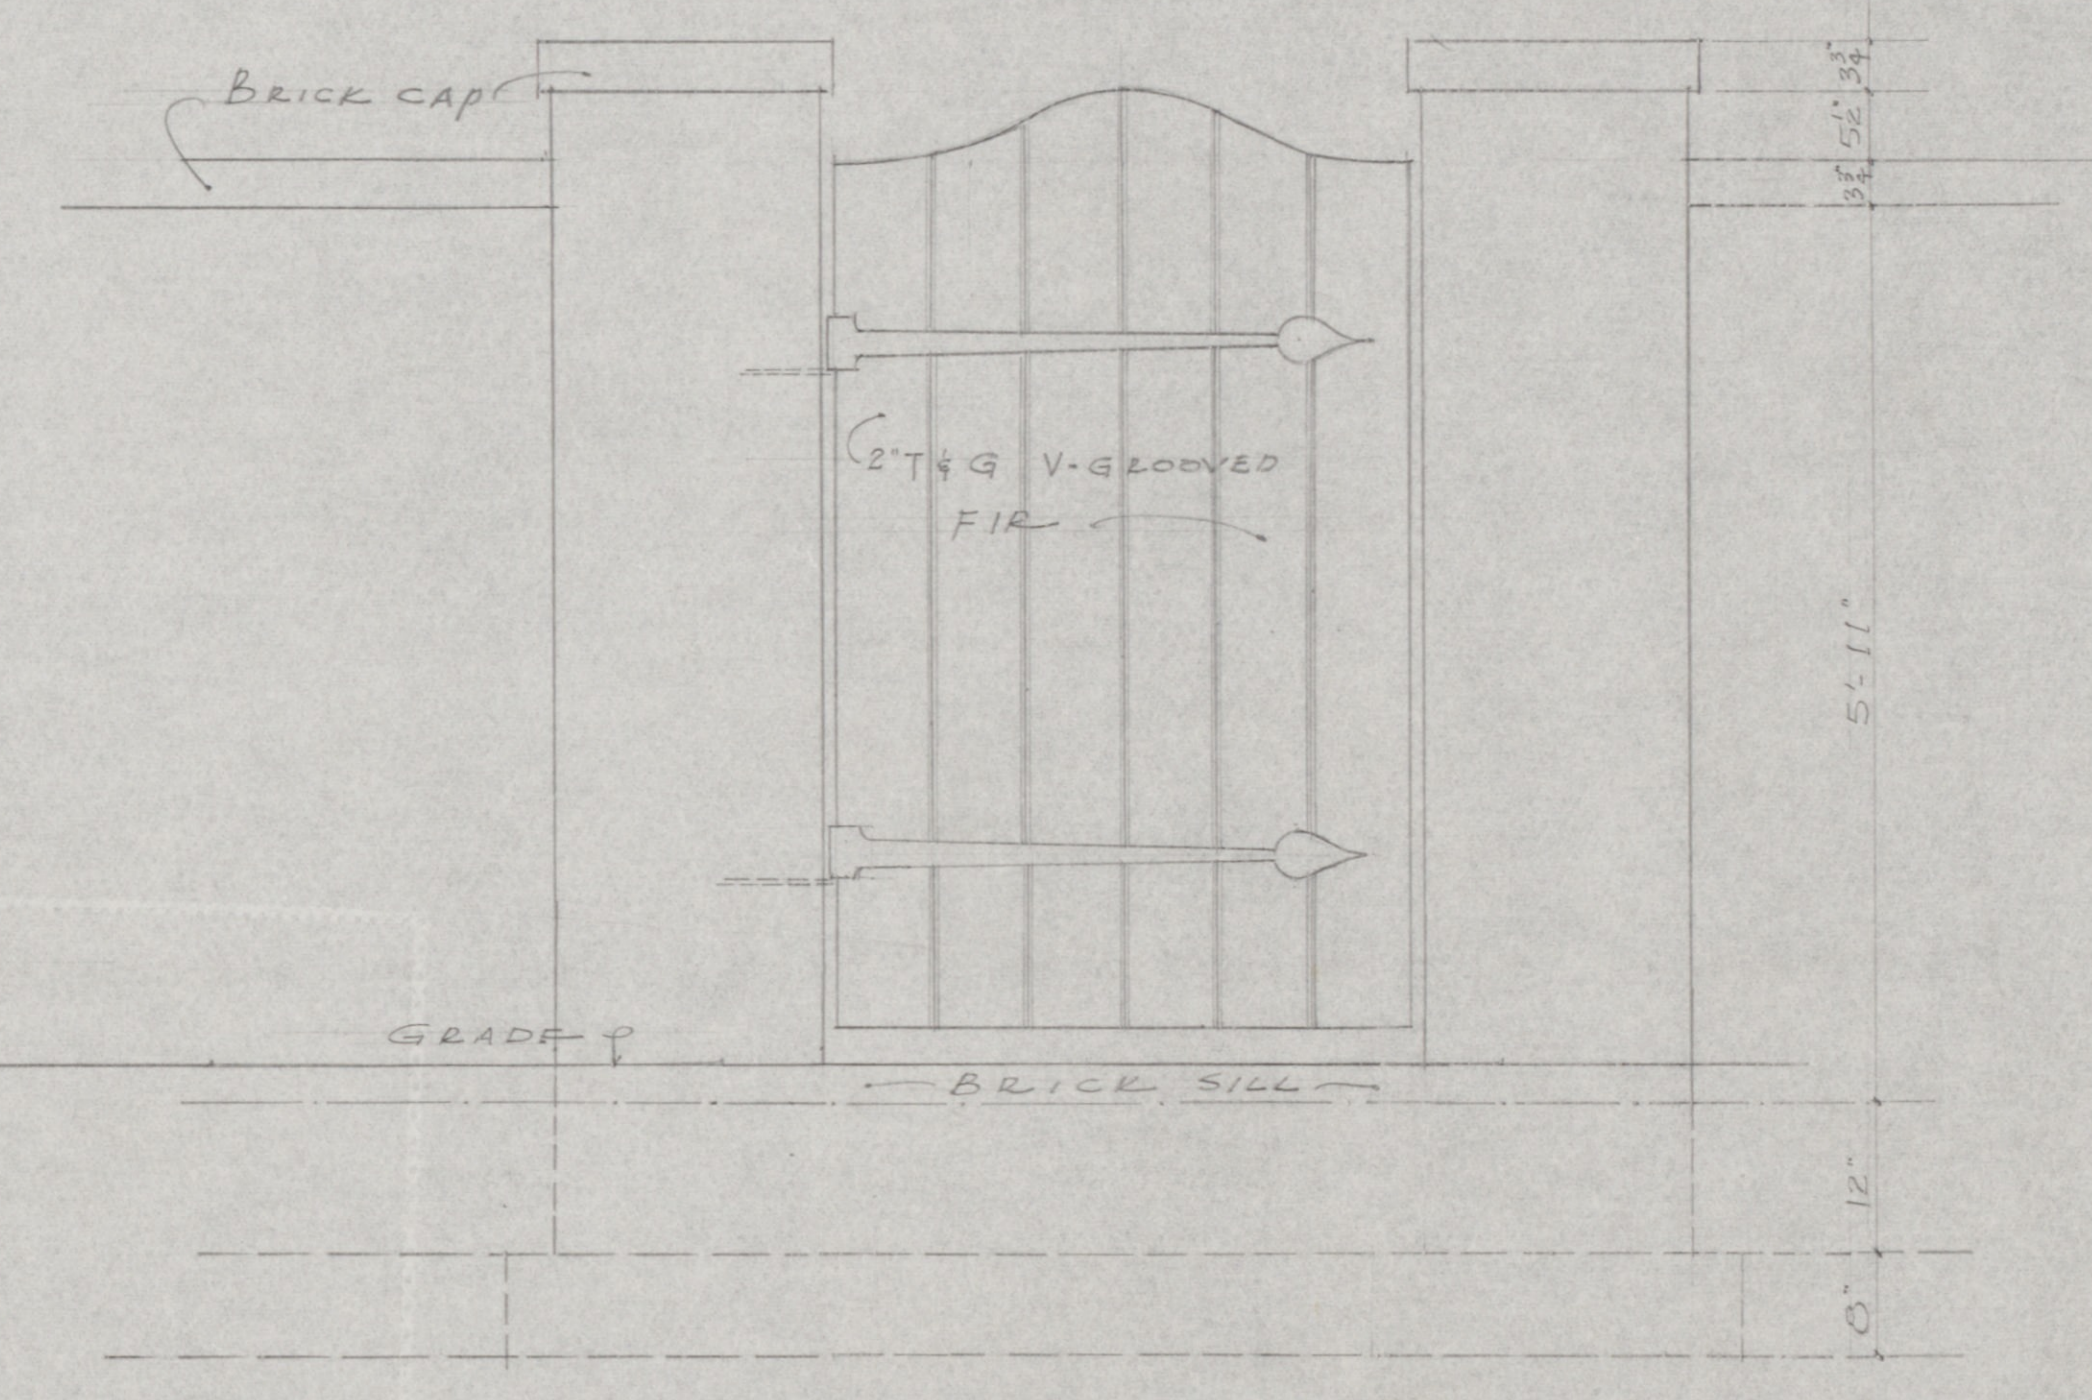 BRICK CAP
3 3/4"
5 1/2"
3 3/4"
2" T & G V-GROOVED
FIR
5'-11"
GRADE
BRICK SILL
12"
8"